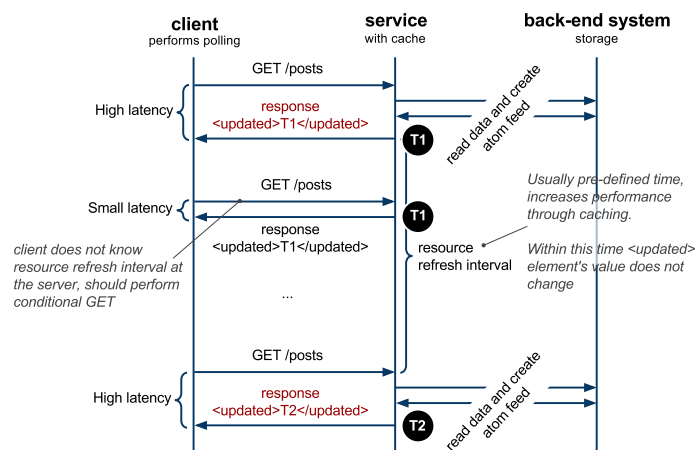 client
performs polling
service
with cache
back-end system
storage
GET /posts
High latency
response
<updated>T1</updated>
read data and create
atom feed
T1
GET /posts
Small latency
T1
response
<updated>T1</updated>
Usually pre-defined time,
increases performance
through caching.
Within this time <updated>
element's value does not
change
resource
refresh interval
client does not know
resource refresh interval at
the server, should perform
conditional GET
...
GET /posts
High latency
response
<updated>T2</updated>
read data and create
atom feed
T2